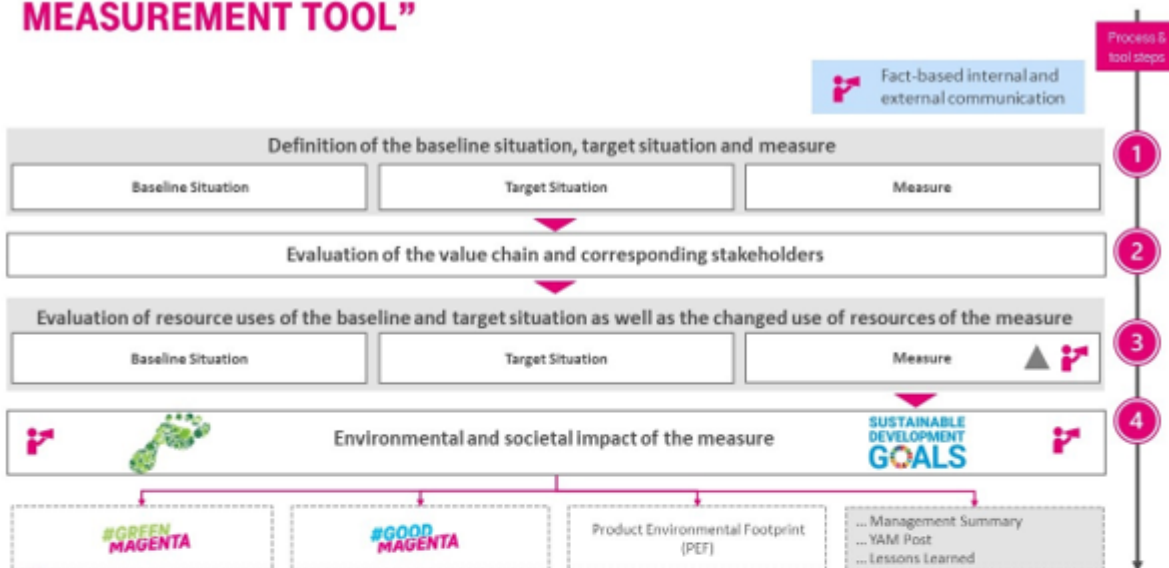 MEASUREMENT TOOL”
Process &
tool steps
Fact-based internal and
external communication
Definition of the baseline situation, target situation and measure
1
Baseline Situation
Target Situation
Measure
Evaluation of the value chain and corresponding stakeholders
2
Evaluation of resource uses of the baseline and target situation as well as the changed use of resources of the measure
3
Baseline Situation
Target Situation
Measure
Environmental and societal impact of the measure
SUSTAINABLE
DEVELOPMENT
GOALS
4
#GREEN
MAGENTA
#GOOD
MAGENTA
Product Environmental Footprint
(PEF)
... Management Summary
... YAM Post
... Lessons Learned